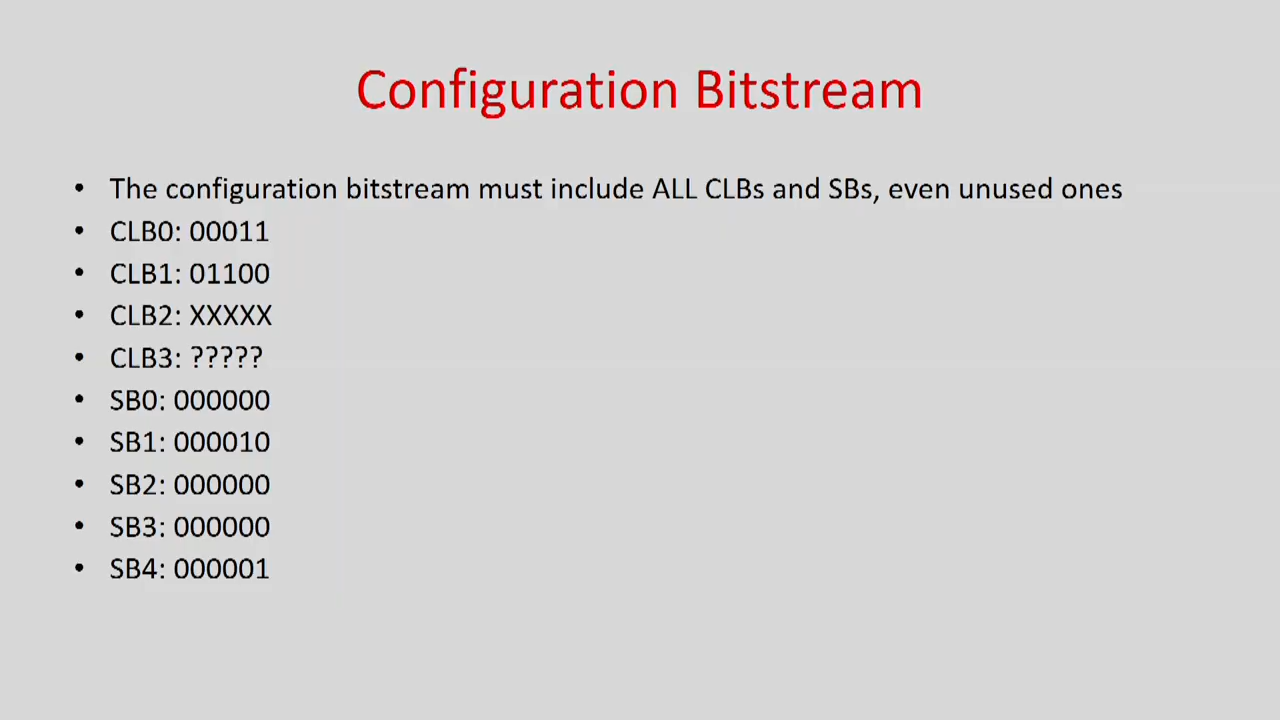 Configuration Bitstream
• The configuration bitstream must include ALL CLBs and SBs, even unused ones
• CLB0: 00011
• CLB1: 01100
• CLB2: XXXXX
• CLB3: ?????
• SB0: 000000
• SB1: 000010
• SB2: 000000
• SB3: 000000
• SB4: 000001